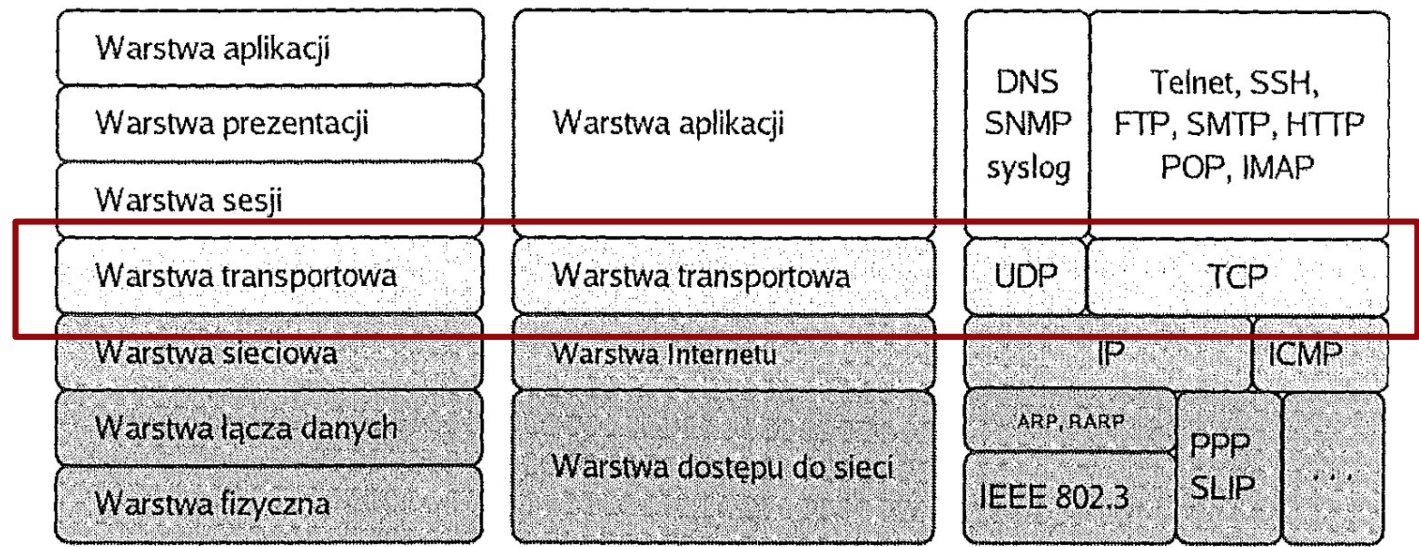 Warstwa aplikacji
Warstwa prezentacji
Warstwa sesji
Warstwa transportowa
Warstwa sieciowa
Warstwa łącza danych
Warstwa fizyczna
Warstwa aplikacji
Warstwa transportowa
Warstwa Internetu
Warstwa dostępu do sieci
DNS
SNMP
syslog
Telnet, SSH,
FTP, SMTP, HTTP
POP, IMAP
UDP
TCP
IP
ICMP
ARP, RARP
IEEE 802.3
PPP
SLIP
...